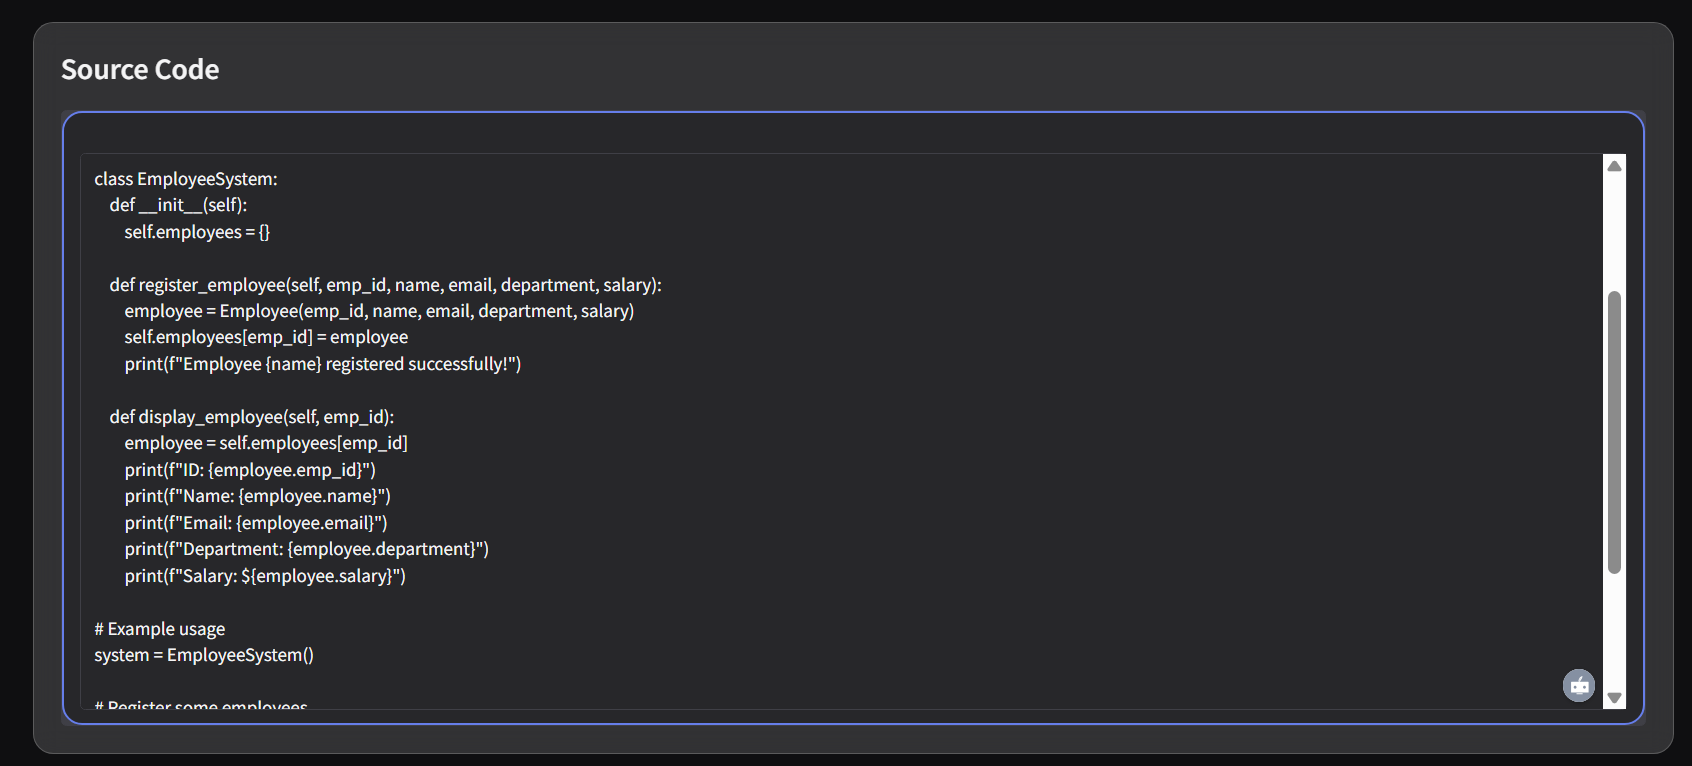 Source Code
class EmployeeSystem:
    def __init__(self):
        self.employees = {}

    def register_employee(self, emp_id, name, email, department, salary):
        employee = Employee(emp_id, name, email, department, salary)
        self.employees[emp_id] = employee
        print(f"Employee {name} registered successfully!")

    def display_employee(self, emp_id):
        employee = self.employees[emp_id]
        print(f"ID: {employee.emp_id}")
        print(f"Name: {employee.name}")
        print(f"Email: {employee.email}")
        print(f"Department: {employee.department}")
        print(f"Salary: ${employee.salary}")

# Example usage
system = EmployeeSystem()

# Register some employees